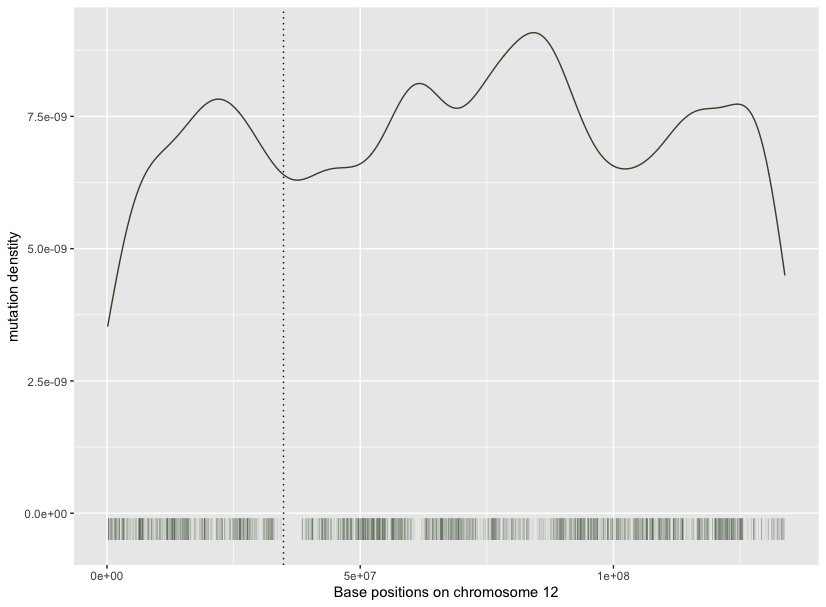 7.5e-09
5.0e-09
2.5e-09
0.0e+00
mutation denstity
0e+00
5e+07
1e+08
Base positions on chromosome 12